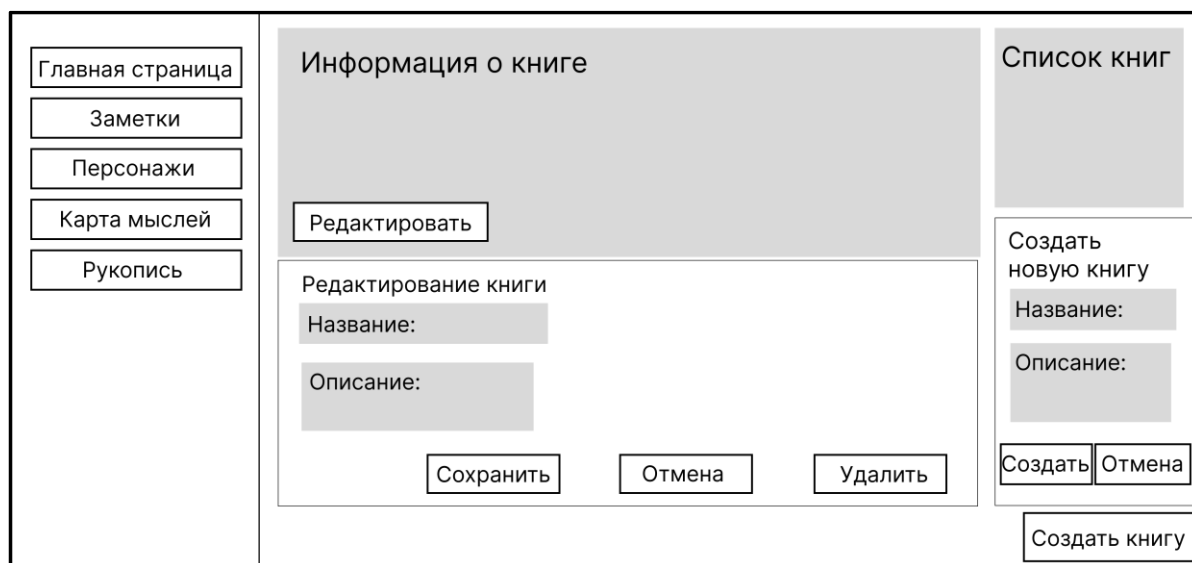 Главная страница
Заметки
Персонажи
Карта мыслей
Рукопись
Информация о книге
Редактировать
Редактирование книги
Название:
Описание:
Сохранить
Отмена
Удалить
Список книг
Создать
новую книгу
Название:
Описание:
Создать
Отмена
Создать книгу